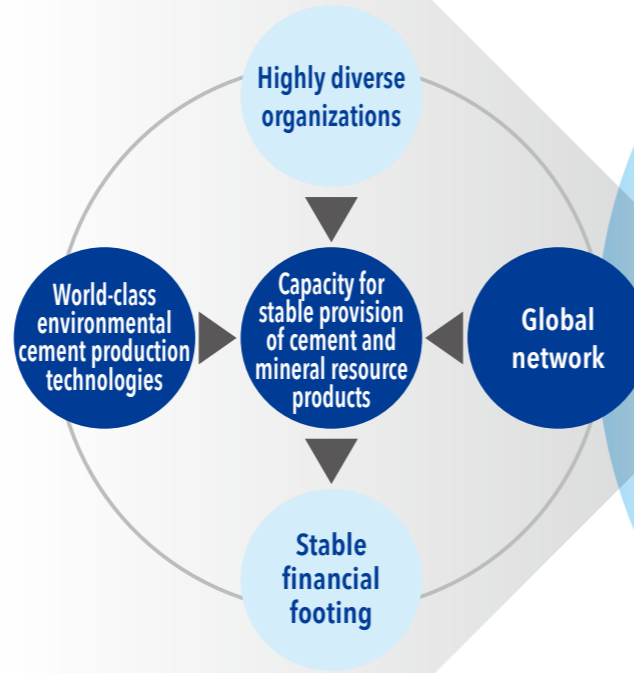 Highly diverse
organizations
World-class
environmental
cement production
technologies
Capacity for
stable provision
of cement and
mineral resource
products
Global
network
Stable
financial
footing